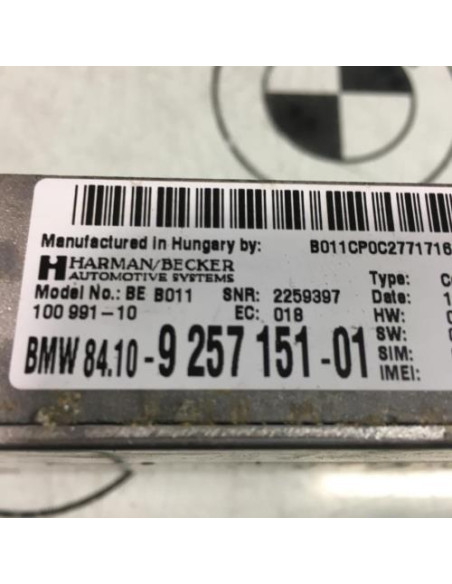 Manufactured in Hungary by: B011CP0C2771716
HARMAN/BECKER
AUTOMOTIVE SYSTEMS
Type: C
Model No.: BE B011 SNR: 2259397 Date: 1
100 991-10 EC: 018 HW:
BMW 84.10-9 257 151-01 SW:
SIM:
IMEI: